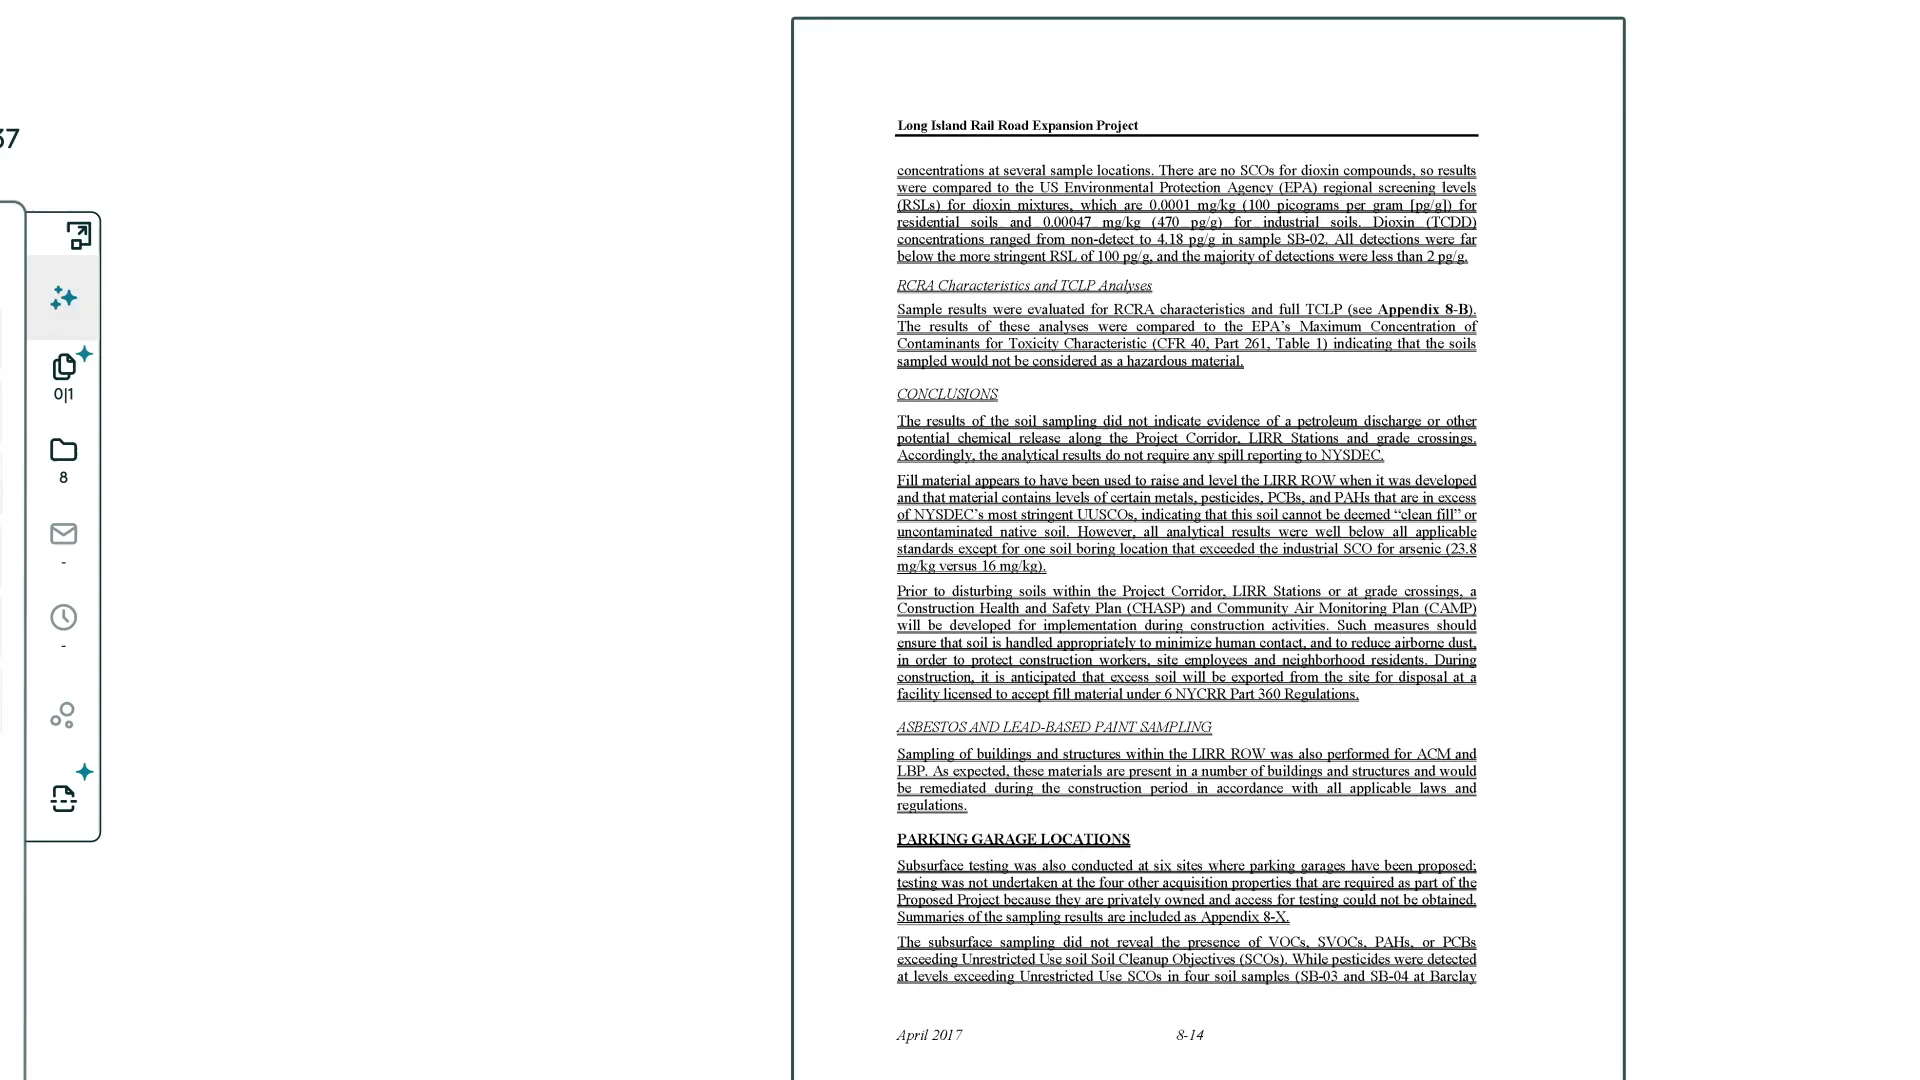 37
0|1
8
-
-
Long Island Rail Road Expansion Project
concentrations at several sample locations. There are no SCOs for dioxin compounds, so results
were compared to the US Environmental Protection Agency (EPA) regional screening levels
(RSLs) for dioxin mixtures, which are 0.0001 mg/kg (100 picograms per gram [pg/g]) for
residential soils and 0.00047 mg/kg (470 pg/g) for industrial soils. Dioxin (TCDD)
concentrations ranged from non-detect to 4.18 pg/g in sample SB-02. All detections were far
below the more stringent RSL of 100 pg/g, and the majority of detections were less than 2 pg/g.
RCRA Characteristics and TCLP Analyses
Sample results were evaluated for RCRA characteristics and full TCLP (see Appendix 8-B).
The results of these analyses were compared to the EPA's Maximum Concentration of
Contaminants for Toxicity Characteristic (CFR 40, Part 261, Table 1) indicating that the soils
sampled would not be considered as a hazardous material.
CONCLUSIONS
The results of the soil sampling did not indicate evidence of a petroleum discharge or other
potential chemical release along the Project Corridor, LIRR Stations and grade crossings.
Accordingly, the analytical results do not require any spill reporting to NYSDEC.
Fill material appears to have been used to raise and level the LIRR ROW when it was developed
and that material contains levels of certain metals, pesticides, PCBs, and PAHs that are in excess
of NYSDEC's most stringent UUSCOs, indicating that this soil cannot be deemed "clean fill" or
uncontaminated native soil. However, all analytical results were well below all applicable
standards except for one soil boring location that exceeded the industrial SCO for arsenic (23.8
mg/kg versus 16 mg/kg).
Prior to disturbing soils within the Project Corridor, LIRR Stations or at grade crossings, a
Construction Health and Safety Plan (CHASP) and Community Air Monitoring Plan (CAMP)
will be developed for implementation during construction activities. Such measures should
ensure that soil is handled appropriately to minimize human contact, and to reduce airborne dust,
in order to protect construction workers, site employees and neighborhood residents. During
construction, it is anticipated that excess soil will be exported from the site for disposal at a
facility licensed to accept fill material under 6 NYCRR Part 360 Regulations.
ASBESTOS AND LEAD-BASED PAINT SAMPLING
Sampling of buildings and structures within the LIRR ROW was also performed for ACM and
LBP. As expected, these materials are present in a number of buildings and structures and would
be remediated during the construction period in accordance with all applicable laws and
regulations.
PARKING GARAGE LOCATIONS
Subsurface testing was also conducted at six sites where parking garages have been proposed;
testing was not undertaken at the four other acquisition properties that are required as part of the
Proposed Project because they are privately owned and access for testing could not be obtained.
Summaries of the sampling results are included as Appendix 8-X.
The subsurface sampling did not reveal the presence of VOCs, SVOCs, PAHs, or PCBs
exceeding Unrestricted Use soil Soil Cleanup Objectives (SCOs). While pesticides were detected
at levels exceeding Unrestricted Use SCOs in four soil samples (SB-03 and SB-04 at Barclay
April 2017 8-14